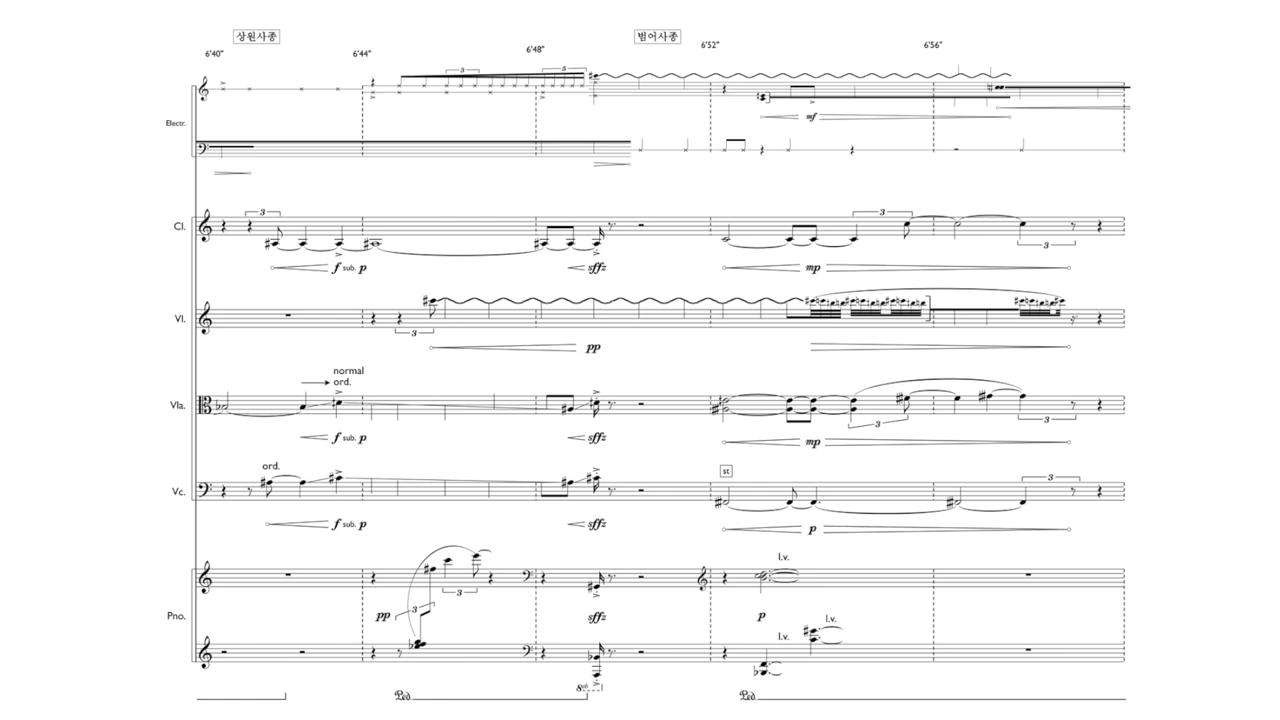 상원사종
범어사종
6'40"
6'44"
6'48"
6'52"
6'56"
3
5
Electr.
mf
Cl.
3
3
3
f sub. p
sffz
mp
Vl.
3
pp
normal
ord.
Vla.
3
3
f sub. p
sffz
mp
ord.
st
3
Vc.
f sub. p
sffz
p
l.v.
3
Pno.
pp
3
sffz
p
l.v.
l.v.
8vb
Ped
Ped